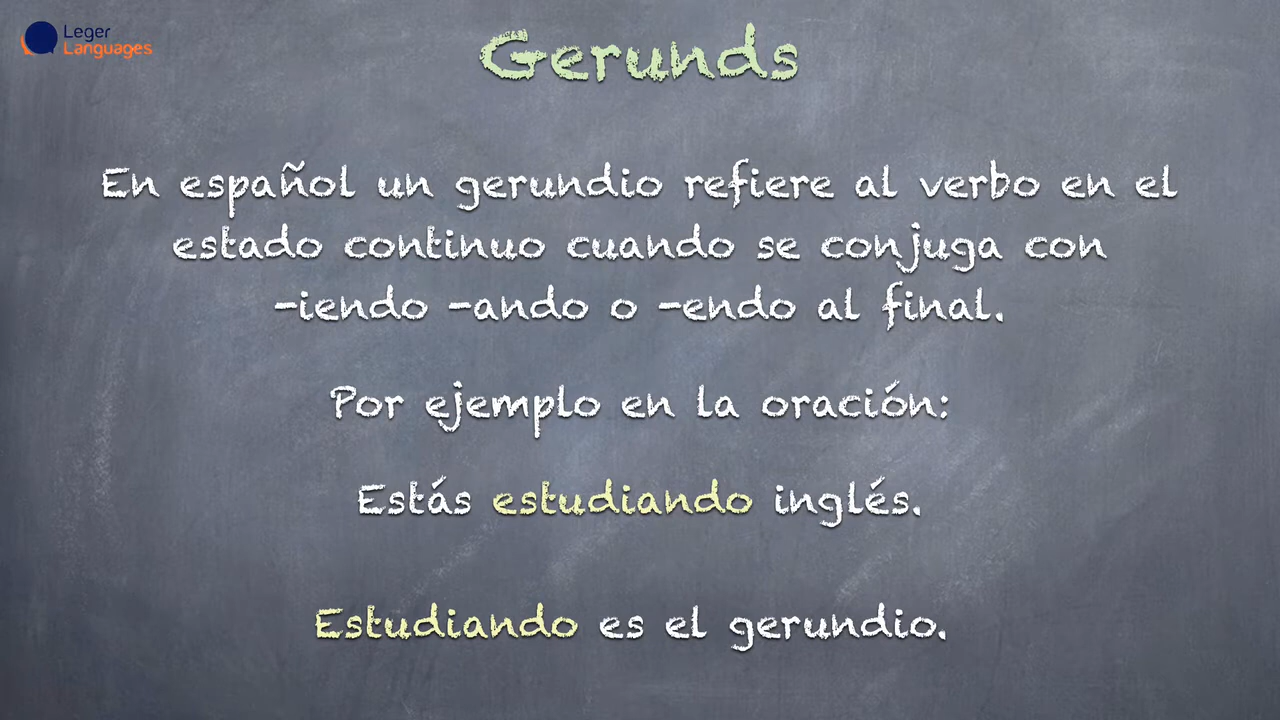 Leger
Languages
Gerunds
En español un gerundio refiere al verbo en el
estado continuo cuando se conjuga con
-iendo -ando o -endo al final.
Por ejemplo en la oración:
Estás estudiando inglés.
Estudiando es el gerundio.